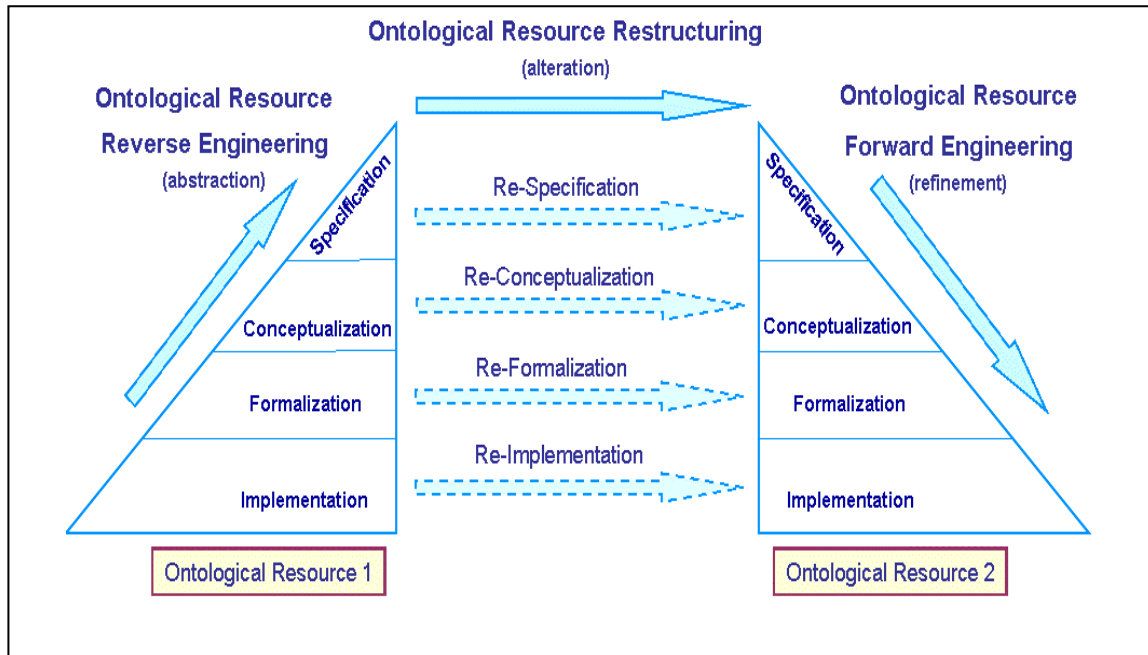 Ontological Resource Restructuring
(alteration)
Ontological Resource
Reverse Engineering
(abstraction)
Ontological Resource
Forward Engineering
(refinement)
Specification
Re-Specification
Specification
Re-Conceptualization
Conceptualization
Conceptualization
Re-Formalization
Formalization
Formalization
Re-Implementation
Implementation
Implementation
Ontological Resource 1
Ontological Resource 2